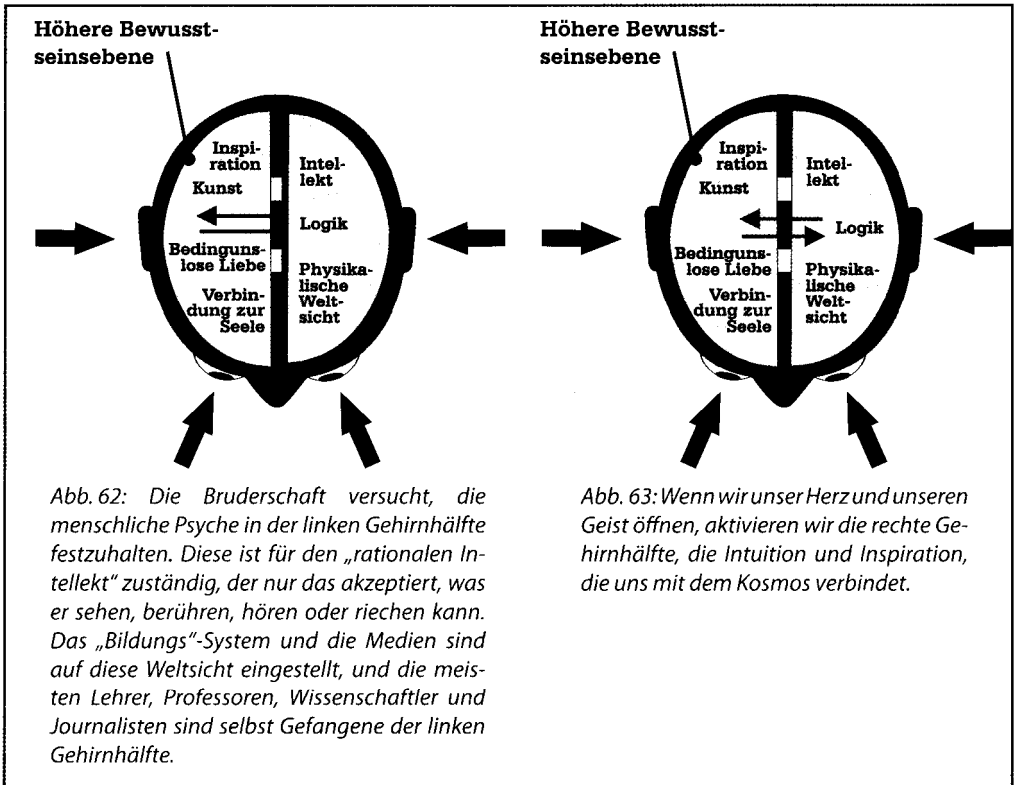 Höhere Bewusst-
seinsebene
Inspi-
ration
Kunst
Bedinguns-
lose Liebe
Verbin-
dung zur
Seele
Intel-
lekt
Logik
Physika-
lische
Welt-
sicht
Abb. 62: Die Bruderschaft versucht, die
menschliche Psyche in der linken Gehirnhälfte
festzuhalten. Diese ist für den „rationalen In-
tellekt" zuständig, der nur das akzeptiert, was
er sehen, berühren, hören oder riechen kann.
Das „Bildungs"-System und die Medien sind
auf diese Weltsicht eingestellt, und die meis-
ten Lehrer, Professoren, Wissenschaftler und
Journalisten sind selbst Gefangene der linken
Gehirnhälfte.
Höhere Bewusst-
seinsebene
Inspi-
ration
Kunst
Bedinguns-
lose Liebe
Verbin-
dung zur
Seele
Intel-
lekt
Logik
Physika-
lische
Welt-
sicht
Abb. 63: Wenn wir unser Herz und unseren
Geist öffnen, aktivieren wir die rechte Ge-
hirnhälfte, die Intuition und Inspiration,
die uns mit dem Kosmos verbindet.